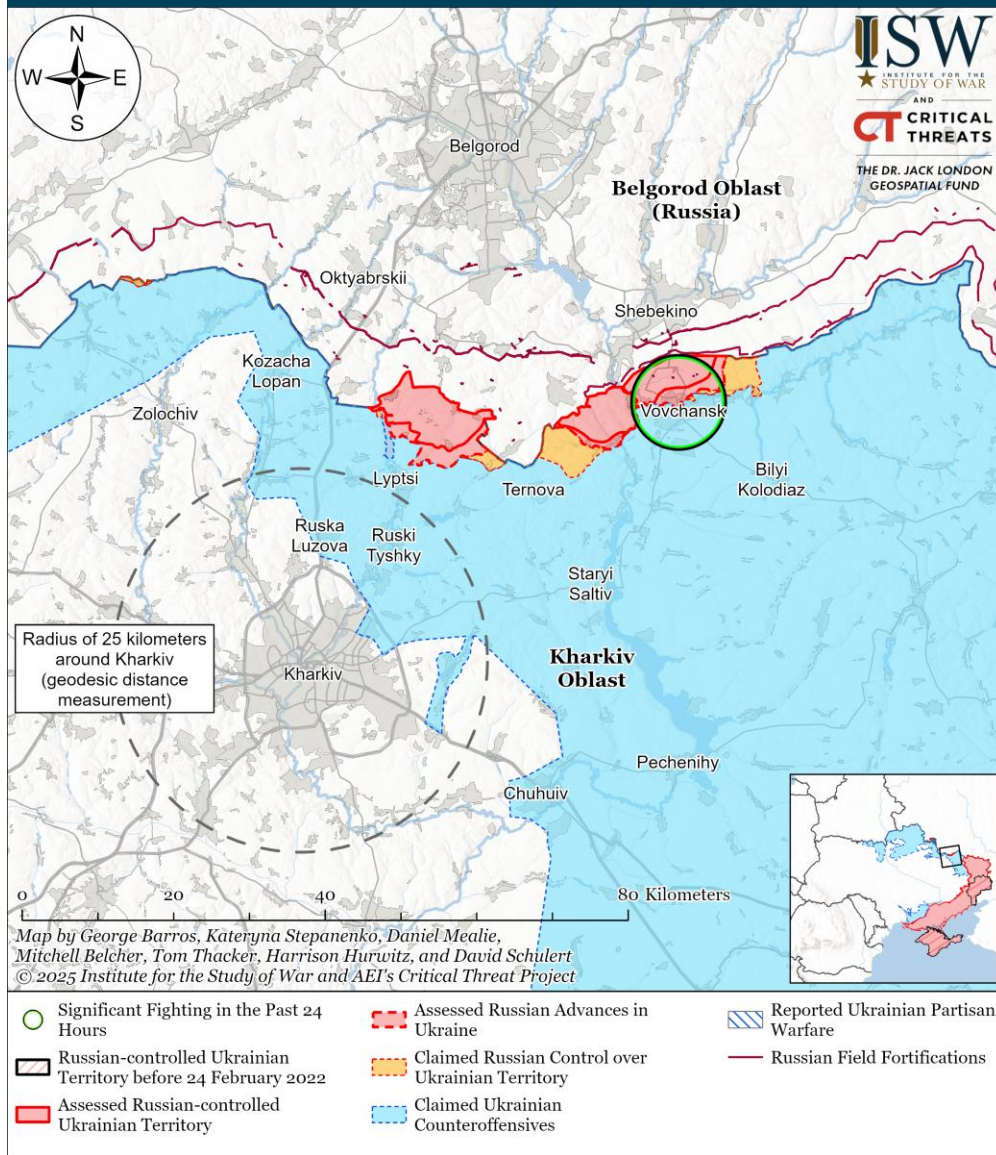 N
W E
S
ISW
INSTITUTE FOR THE
STUDY OF WAR
AND
CT CRITICAL
THREATS
THE DR. JACK LONDON
GEOSPATIAL FUND
Belgorod
Belgorod Oblast
(Russia)
Oktyabrskii
Shebekino
Kozacha
Lopan
Zolochiv
Vovchansk
Lyptsi
Ternova
Bilyi
Kolodiaz
Ruska
Luzova
Ruski
Tyshky
Staryi
Saltiv
Radius of 25 kilometers
around Kharkiv
(geodesic distance
measurement)
Kharkiv
Kharkiv
Oblast
Pechenihy
Chuhuiv
0 20 40 80 Kilometers
Map by George Barros, Kateryna Stepanenko, Daniel Mealie,
Mitchell Belcher, Tom Thacker, Harrison Hurwitz, and David Schulert
© 2025 Institute for the Study of War and AEI's Critical Threat Project
Significant Fighting in the Past 24
Hours
Russian-controlled Ukrainian
Territory before 24 February 2022
Assessed Russian-controlled
Ukrainian Territory
Assessed Russian Advances in
Ukraine
Claimed Russian Control over
Ukrainian Territory
Claimed Ukrainian
Counteroffensives
Reported Ukrainian Partisan
Warfare
Russian Field Fortifications